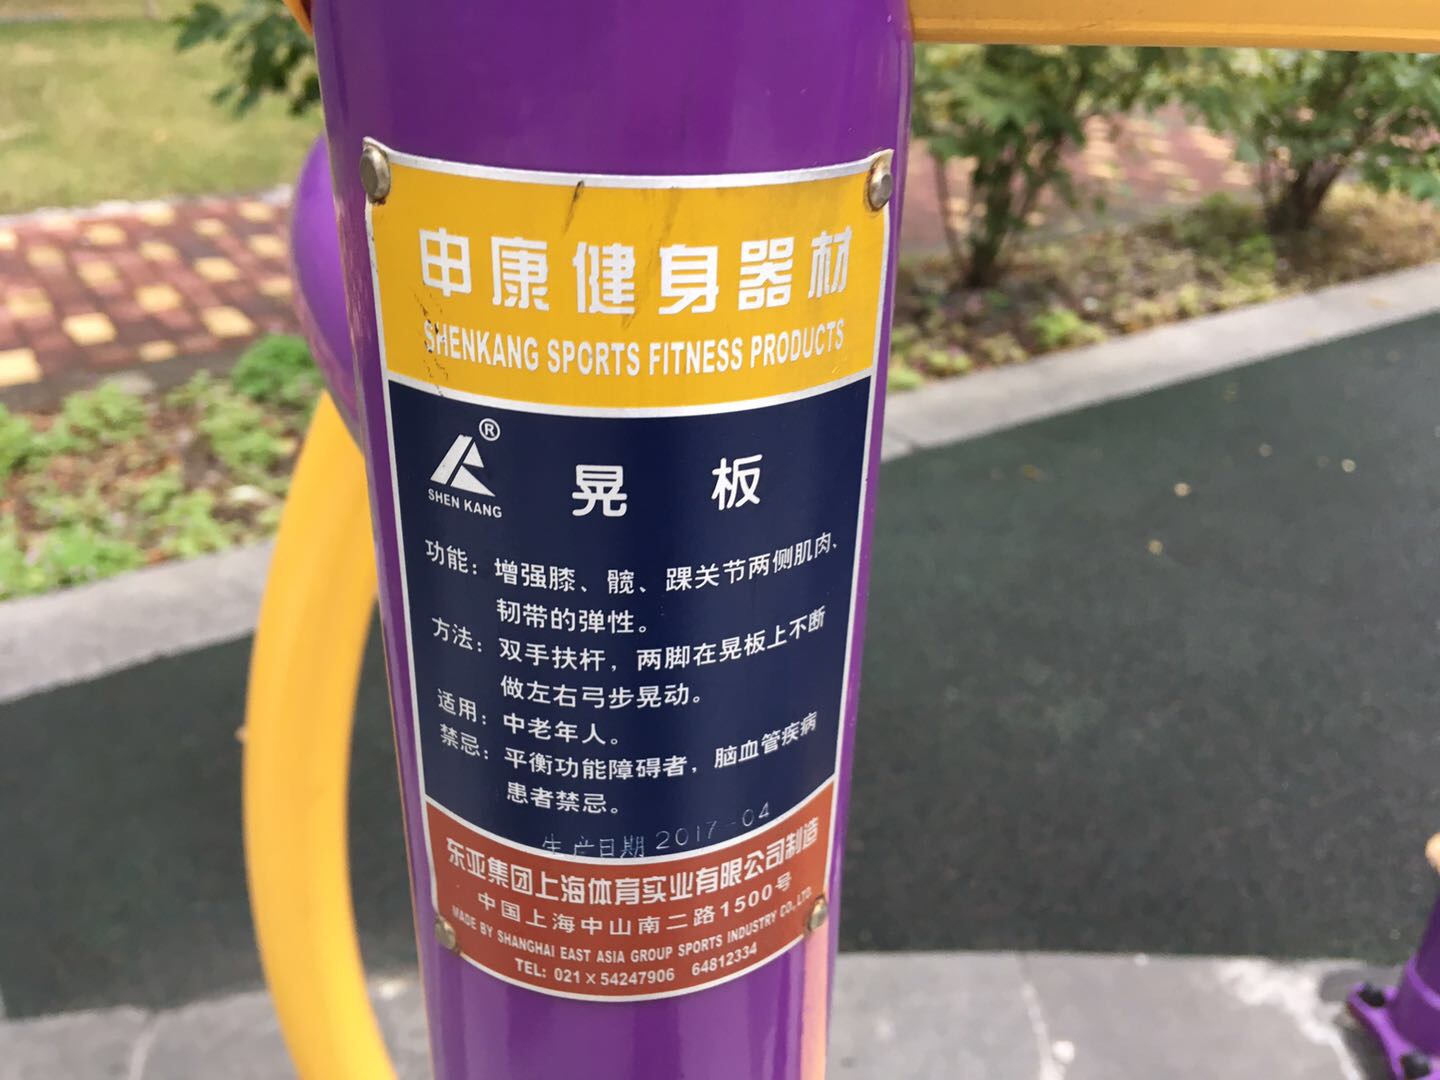 申康健身器材
SHENKANG SPORTS FITNESS PRODUCTS
®
SHEN KANG
晃 板
功能：增强膝、髋、踝关节两侧肌肉、
韧带的弹性。
方法：双手扶杆，两脚在晃板上不断
做左右弓步晃动。
适用：中老年人。
禁忌：平衡功能障碍者，脑血管疾病
患者禁忌。
生产日期 2017-04
东亚集团上海体育实业有限公司制造
中国上海中山南二路1500号
MADE BY SHANGHAI EAST ASIA GROUP SPORTS INDUSTRY CO.,LTD.
TEL: 021 x 54247906 64812334